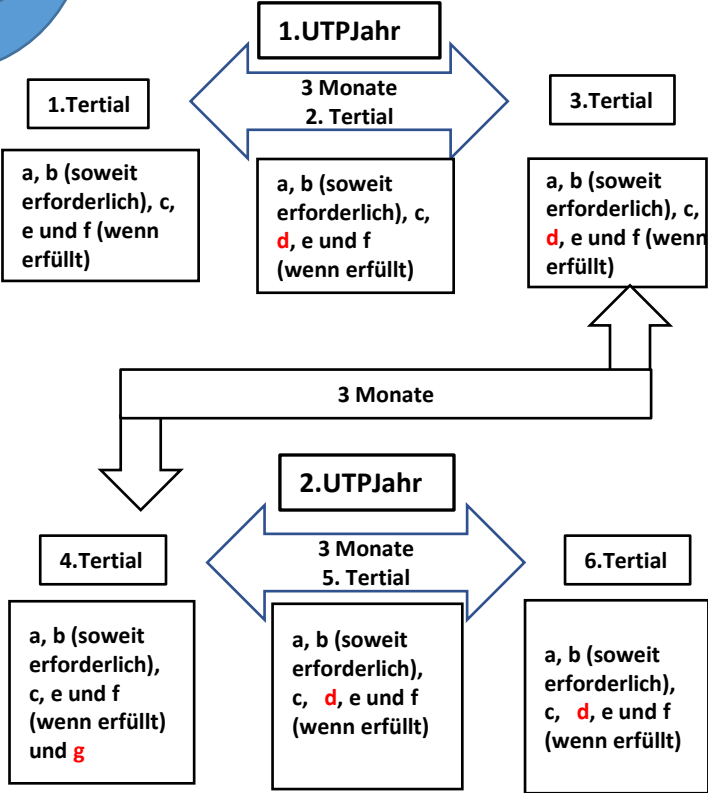 1.UTPJahr
1.Tertial
3 Monate
2. Tertial
3.Tertial
a, b (soweit
erforderlich), c,
e und f (wenn
erfüllt)
a, b (soweit
erforderlich), c,
d, e und f
(wenn erfüllt)
a, b (soweit
erforderlich), c,
d, e und f (wenn
erfüllt)
3 Monate
2.UTPJahr
4.Tertial
3 Monate
5. Tertial
6.Tertial
a, b (soweit
erforderlich),
c, e und f
(wenn erfüllt)
und g
a, b (soweit
erforderlich),
c, d, e und f
(wenn erfüllt)
a, b (soweit
erforderlich),
c, d, e und f
(wenn erfüllt)